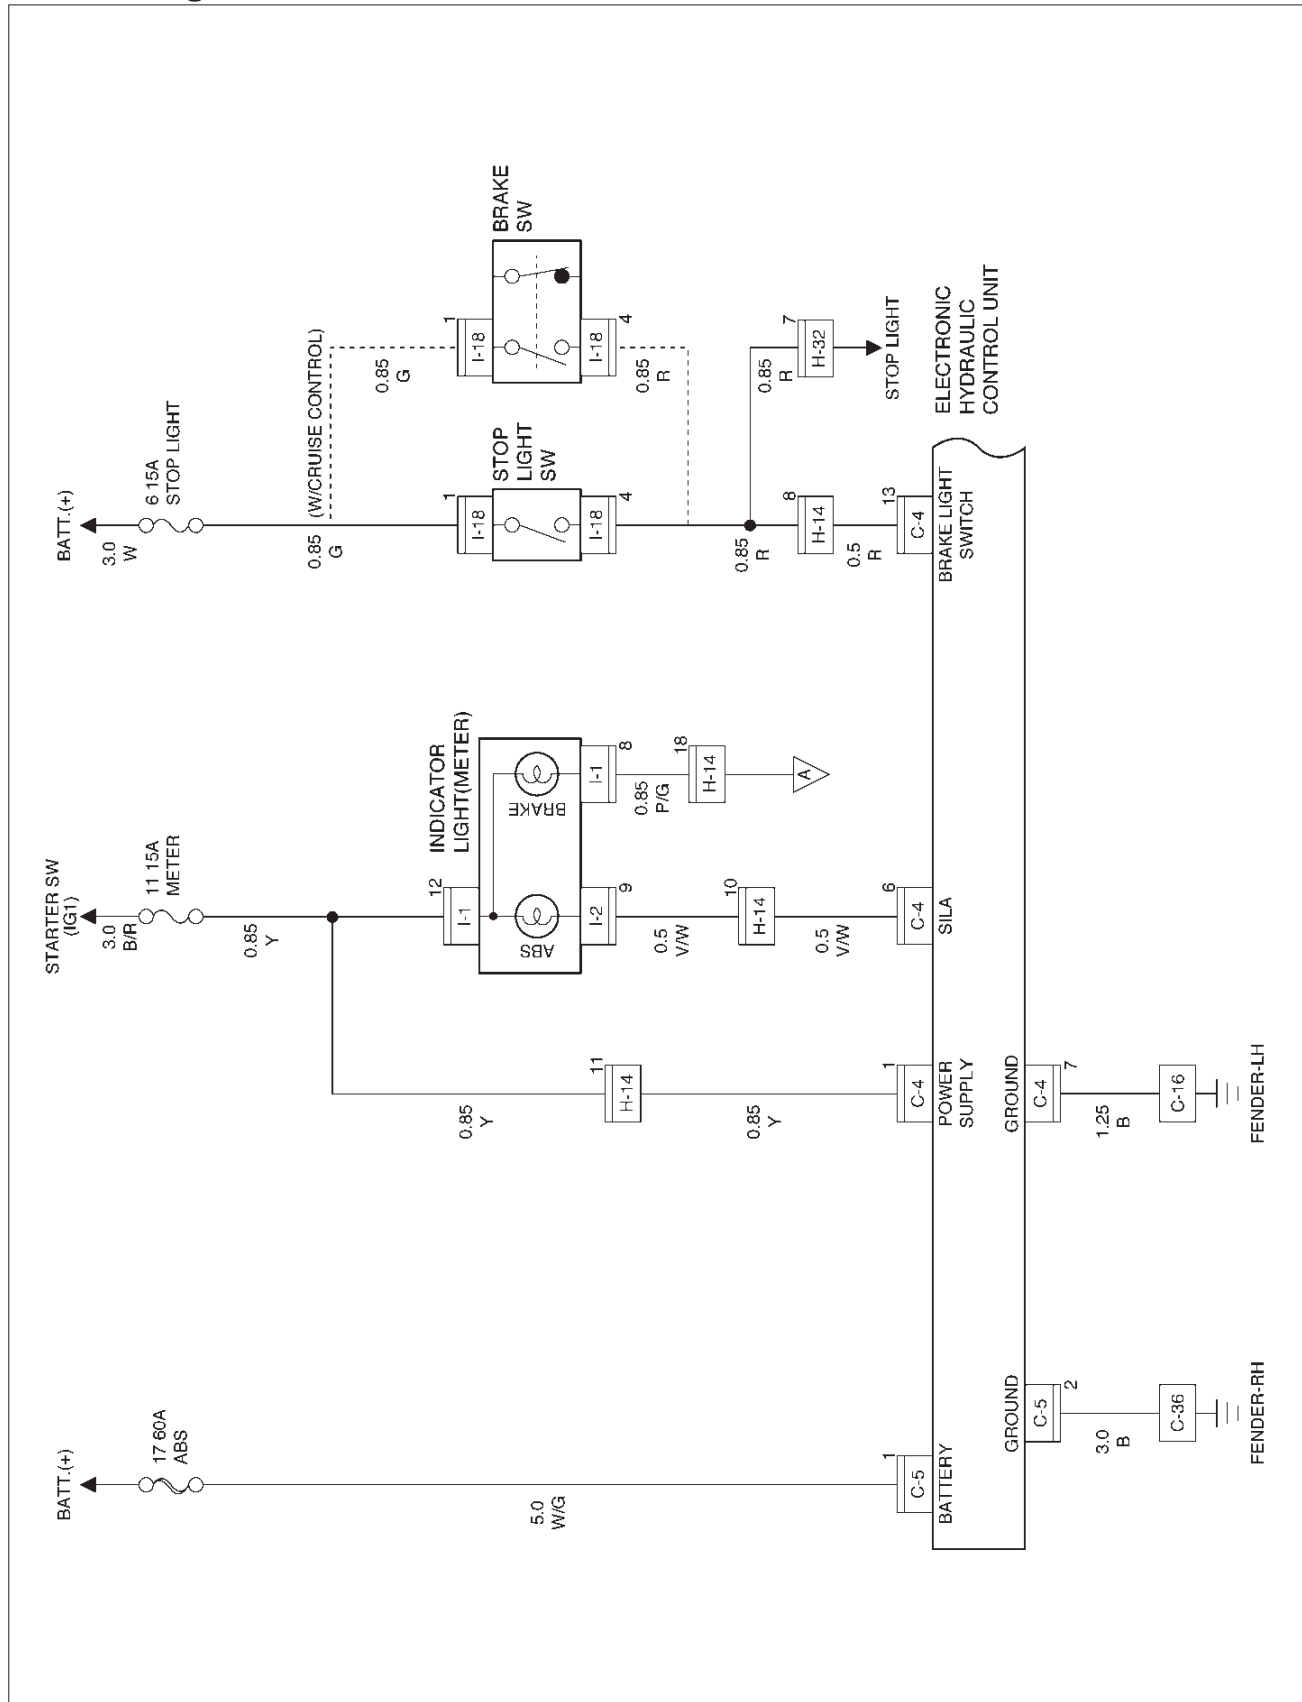 BATT.(+)
3.0
W
6 15A
STOP LIGHT
0.85
G
(W/CRUISE CONTROL)
0.85
G
1
I-18
STOP
LIGHT
SW
I-18
4
1
I-18
BRAKE
SW
I-18
4
0.85
R
0.85
R
0.85
R
7
H-32
STOP LIGHT
8
H-14
0.5
R
13
C-4
BRAKE LIGHT
SWITCH
ELECTRONIC
HYDRAULIC
CONTROL UNIT
STARTER SW
(IG1)
3.0
B/R
11 15A
METER
0.85
Y
12
I-1
INDICATOR
LIGHT(METER)
ABS
BRAKE
I-2
9
I-1
8
0.85
P/G
18
H-14
A
0.5
V/W
10
H-14
0.5
V/W
6
C-4
SILA
0.85
Y
11
H-14
0.85
Y
1
C-4
POWER
SUPPLY
GROUND
C-4
7
1.25
B
C-16
FENDER-LH
BATT.(+)
17 60A
ABS
5.0
W/G
1
C-5
BATTERY
GROUND
C-5
2
3.0
B
C-36
FENDER-RH